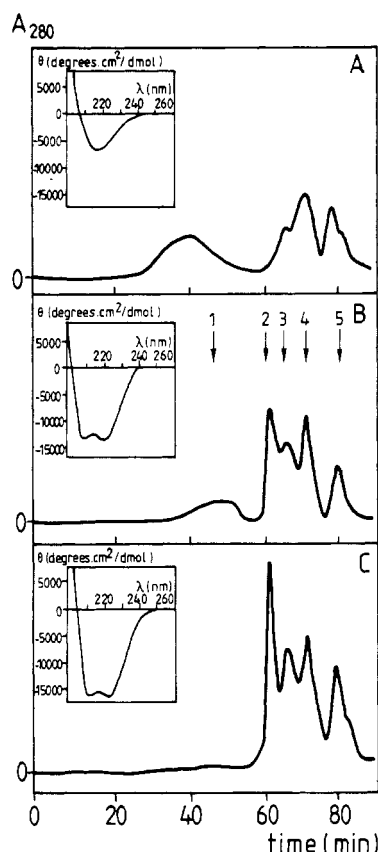 A280
A
θ (degrees.cm2/dmol)
λ(nm)
220 240 260
5000
0
-5000
-10000
-15000
0
B
1 2 3 4 5
θ(degrees.cm2/dmol)
λ(nm)
220 240 260
5000
0
-5000
-10000
-15000
0
C
θ(degrees.cm2/dmol)
λ(nm)
220 240 260
5000
0
-5000
-10000
-15000
0
0 20 40 60 80
time (min)